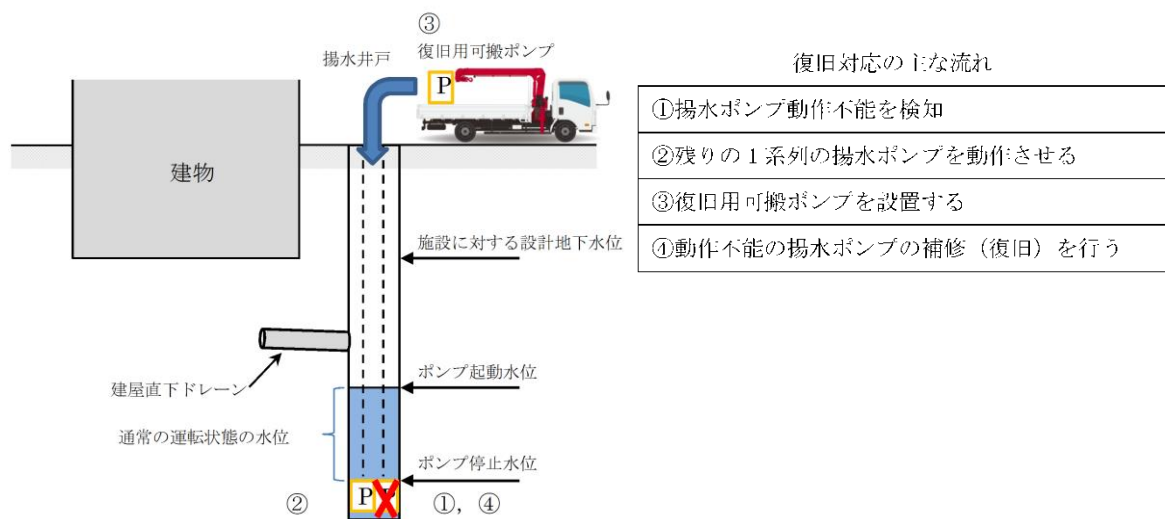 ③
復旧用可搬ポンプ
揚水井戸
P
建物
施設に対する設計地下水位
建屋直下ドレーン
ポンプ起動水位
通常の運転状態の水位
ポンプ停止水位
② P P ①,④
復旧対応の主な流れ
①揚水ポンプ動作不能を検知
②残りの1系列の揚水ポンプを動作させる
③復旧用可搬ポンプを設置する
④動作不能の揚水ポンプの補修（復旧）を行う